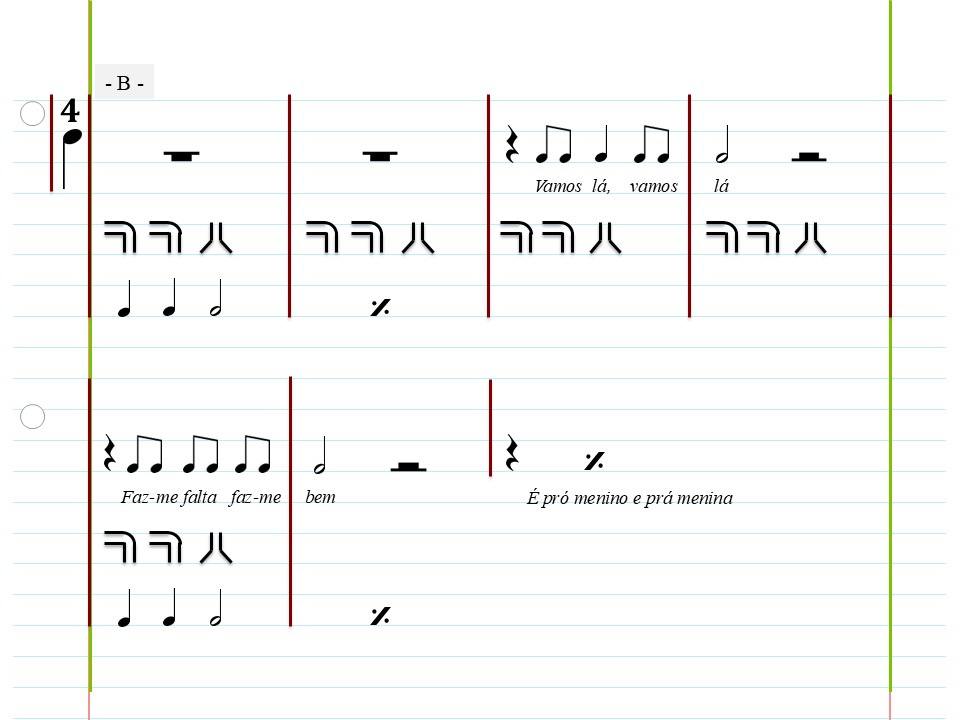 - B -
4
Vamos lá, vamos lá
Faz-me falta faz-me bem
É pró menino e prá menina